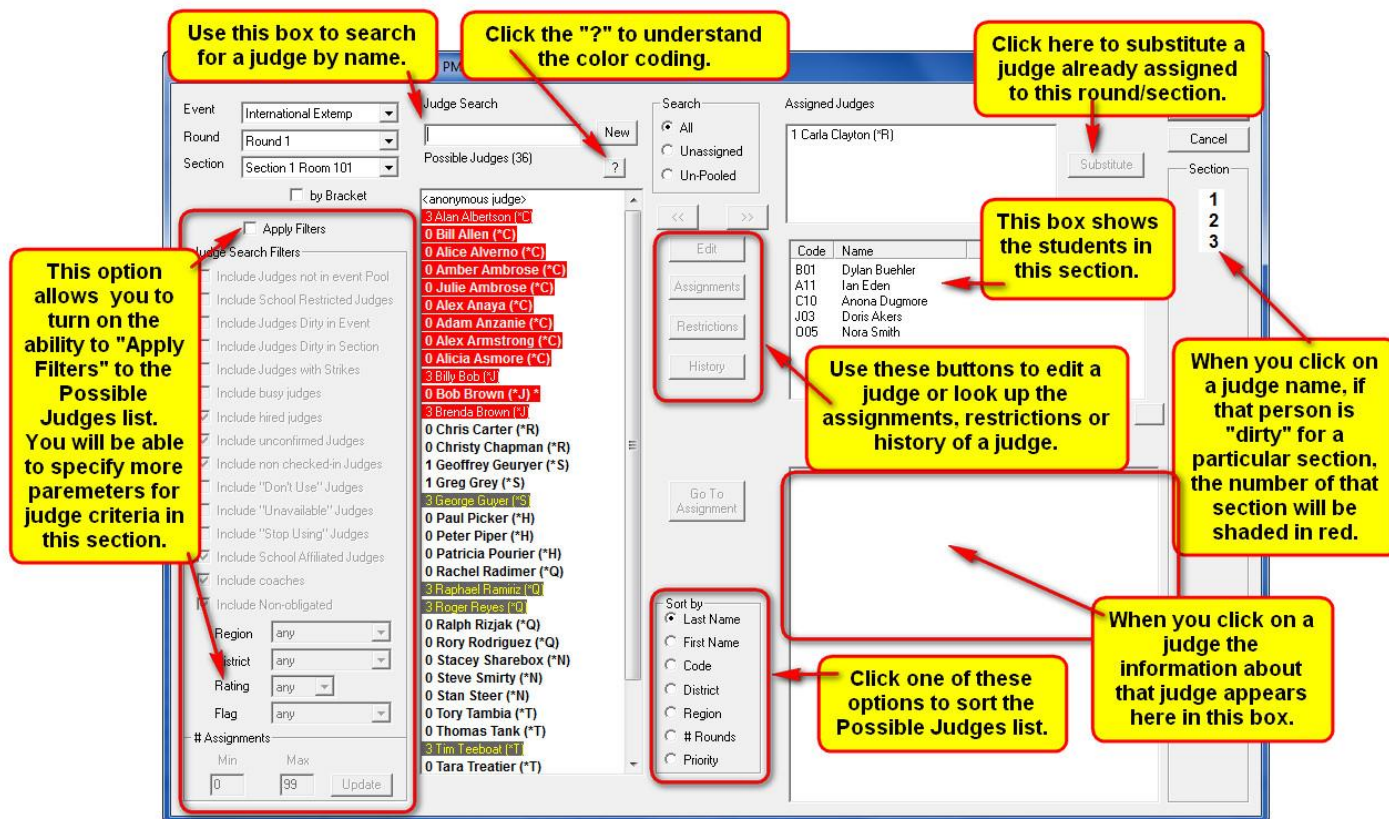 Use this box to search
for a judge by name.
Click the "?" to understand
the color coding.
Click here to substitute a
judge already assigned
to this round/section.
PM
Event
International Extemp
Round
Round 1
Section
Section 1 Room 101
by Bracket
Judge Search
New
Possible Judges (36)
?
Search
All
Unassigned
Un-Pooled
Assigned Judges
1 Carla Clayton (*R)
Substitute
Cancel
Section
1
2
3
Apply Filters
Judge Search Filters
Include Judges not in event Pool
Include School Restricted Judges
Include Judges Dirty in Event
Include Judges Dirty in Section
Include Judges with Strikes
Include busy judges
Include hired judges
Include unconfirmed Judges
Include non checked-in Judges
Include "Don't Use" Judges
Include "Unavailable" Judges
Include "Stop Using" Judges
Include School Affiliated Judges
Include coaches
Include Non-obligated
Region
any
District
any
Rating
any
Flag
any
# Assignments
Min
Max
0
99
Update
This option
allows you to
turn on the
ability to "Apply
Filters" to the
Possible
Judges list.
You will be able
to specify more
paremeters for
judge criteria in
this section.
<anonymous judge>
3 Alan Albertson (*C)
0 Bill Allen (*C)
0 Alice Alverno (*C)
0 Amber Ambrose (*C)
0 Julie Ambrose (*C)
0 Alex Anaya (*C)
0 Adam Anzanie (*C)
0 Alex Armstrong (*C)
0 Alicia Asmore (*C)
3 Billy Bob (*J)
0 Bob Brown (*J) *
3 Brenda Brown (*J)
0 Chris Carter (*R)
0 Christy Chapman (*R)
1 Geoffrey Geuryer (*S)
1 Greg Grey (*S)
3 George Guyer (*S)
0 Paul Picker (*H)
0 Peter Piper (*H)
0 Patricia Pourier (*H)
0 Rachel Radimer (*Q)
3 Raphael Ramiriz (*Q)
3 Roger Reyes (*Q)
0 Ralph Rizjak (*Q)
0 Rory Rodriguez (*Q)
0 Stacey Sharebox (*N)
0 Steve Smirty (*N)
0 Stan Steer (*N)
0 Tory Tambia (*T)
0 Thomas Tank (*T)
3 Tim Teeboat (*T)
0 Tara Treatier (*T)
<<
>>
Edit
Assignments
Restrictions
History
Go To
Assignment
Sort by
Last Name
First Name
Code
District
Region
# Rounds
Priority
Code Name
B01 Dylan Buehler
A11 Ian Eden
C10 Anona Dugmore
J03 Doris Akers
O05 Nora Smith
This box shows
the students in
this section.
Use these buttons to edit a
judge or look up the
assignments, restrictions or
history of a judge.
When you click on
a judge name, if
that person is
"dirty" for a
particular section,
the number of that
section will be
shaded in red.
Click one of these
options to sort the
Possible Judges list.
When you click on a
judge the
information about
that judge appears
here in this box.